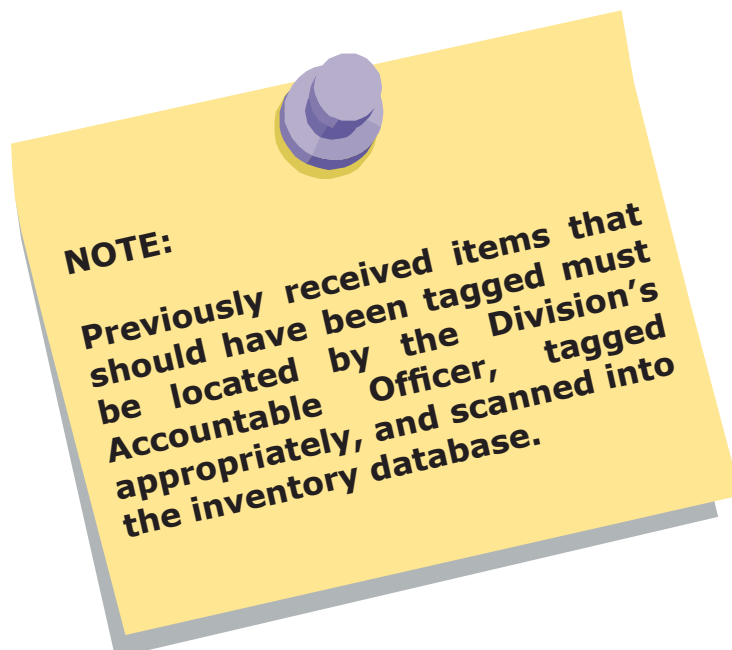 NOTE:
Previously received items that
should have been tagged must
be located by the Division’s
Accountable Officer, tagged
appropriately, and scanned into
the inventory database.